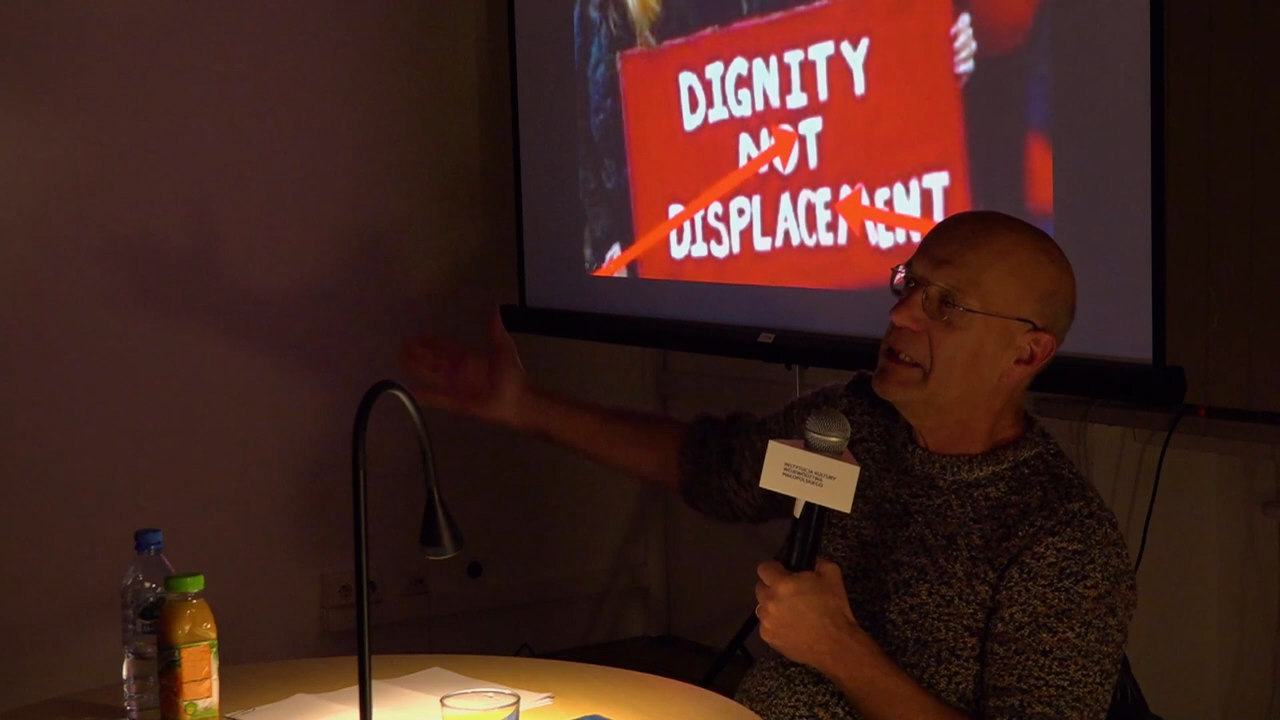 DIGNITY
NOT
DISPLACEMENT
INSTYTUCJA KULTURY
WOJEWÓDZTWA
MAŁOPOLSKIEGO